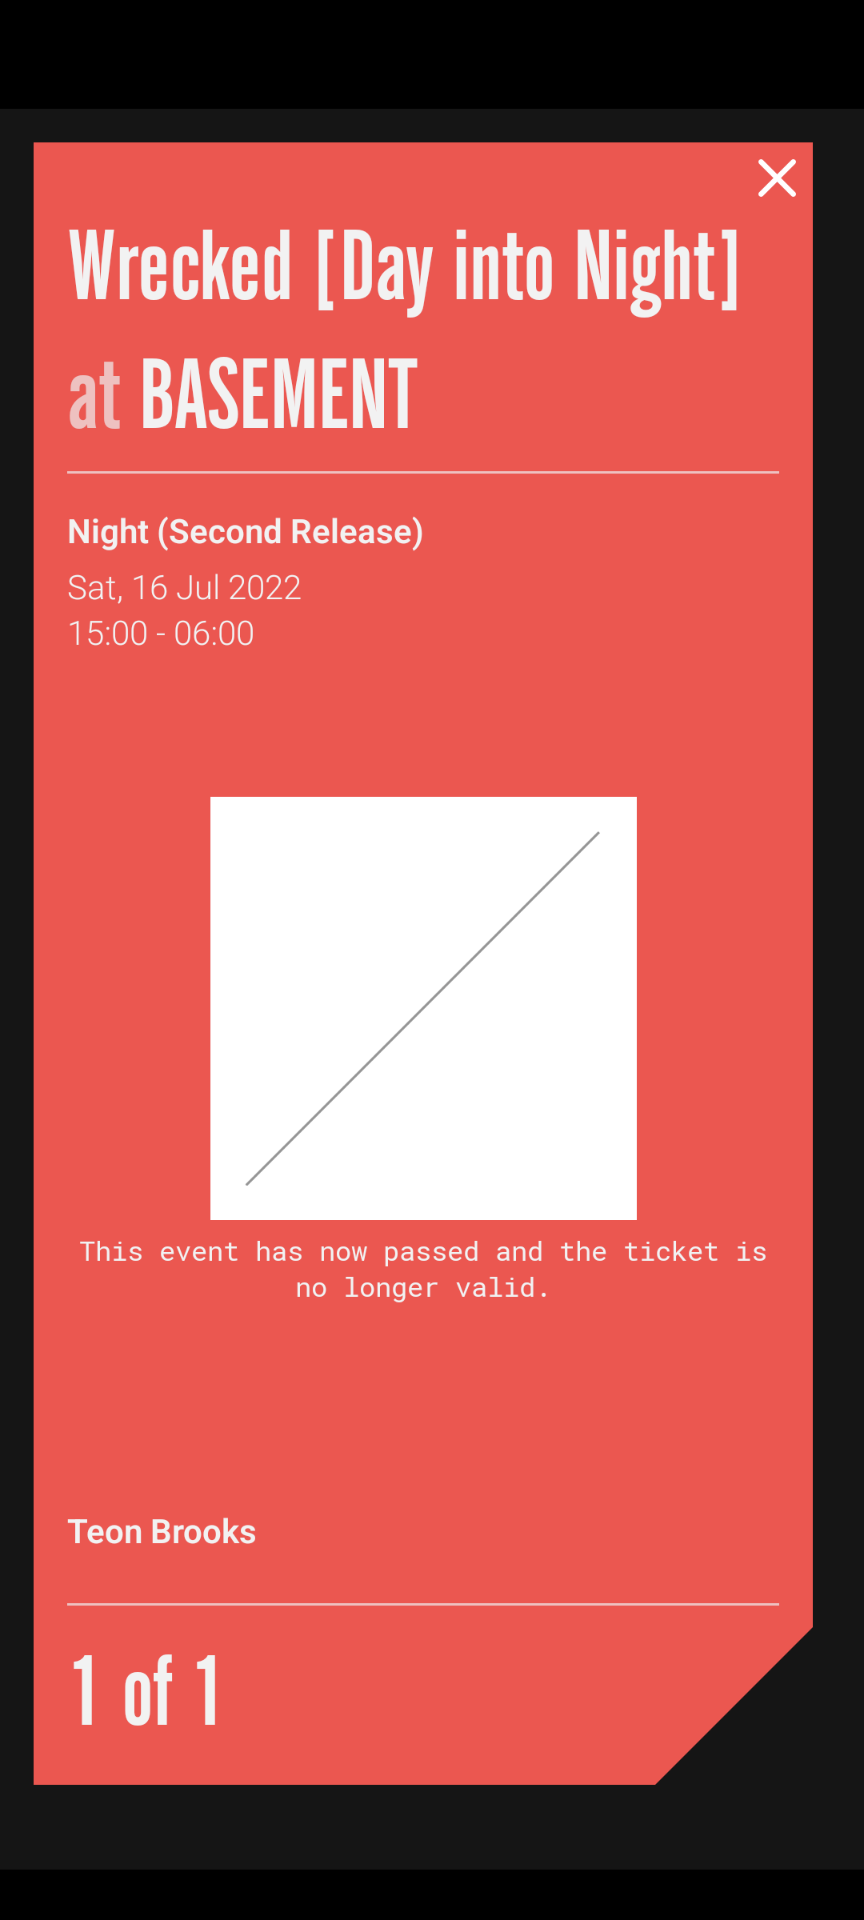 Wrecked [Day into Night]
at BASEMENT
Night (Second Release)
Sat, 16 Jul 2022
15:00 - 06:00
This event has now passed and the ticket is
no longer valid.
Teon Brooks
1 of 1